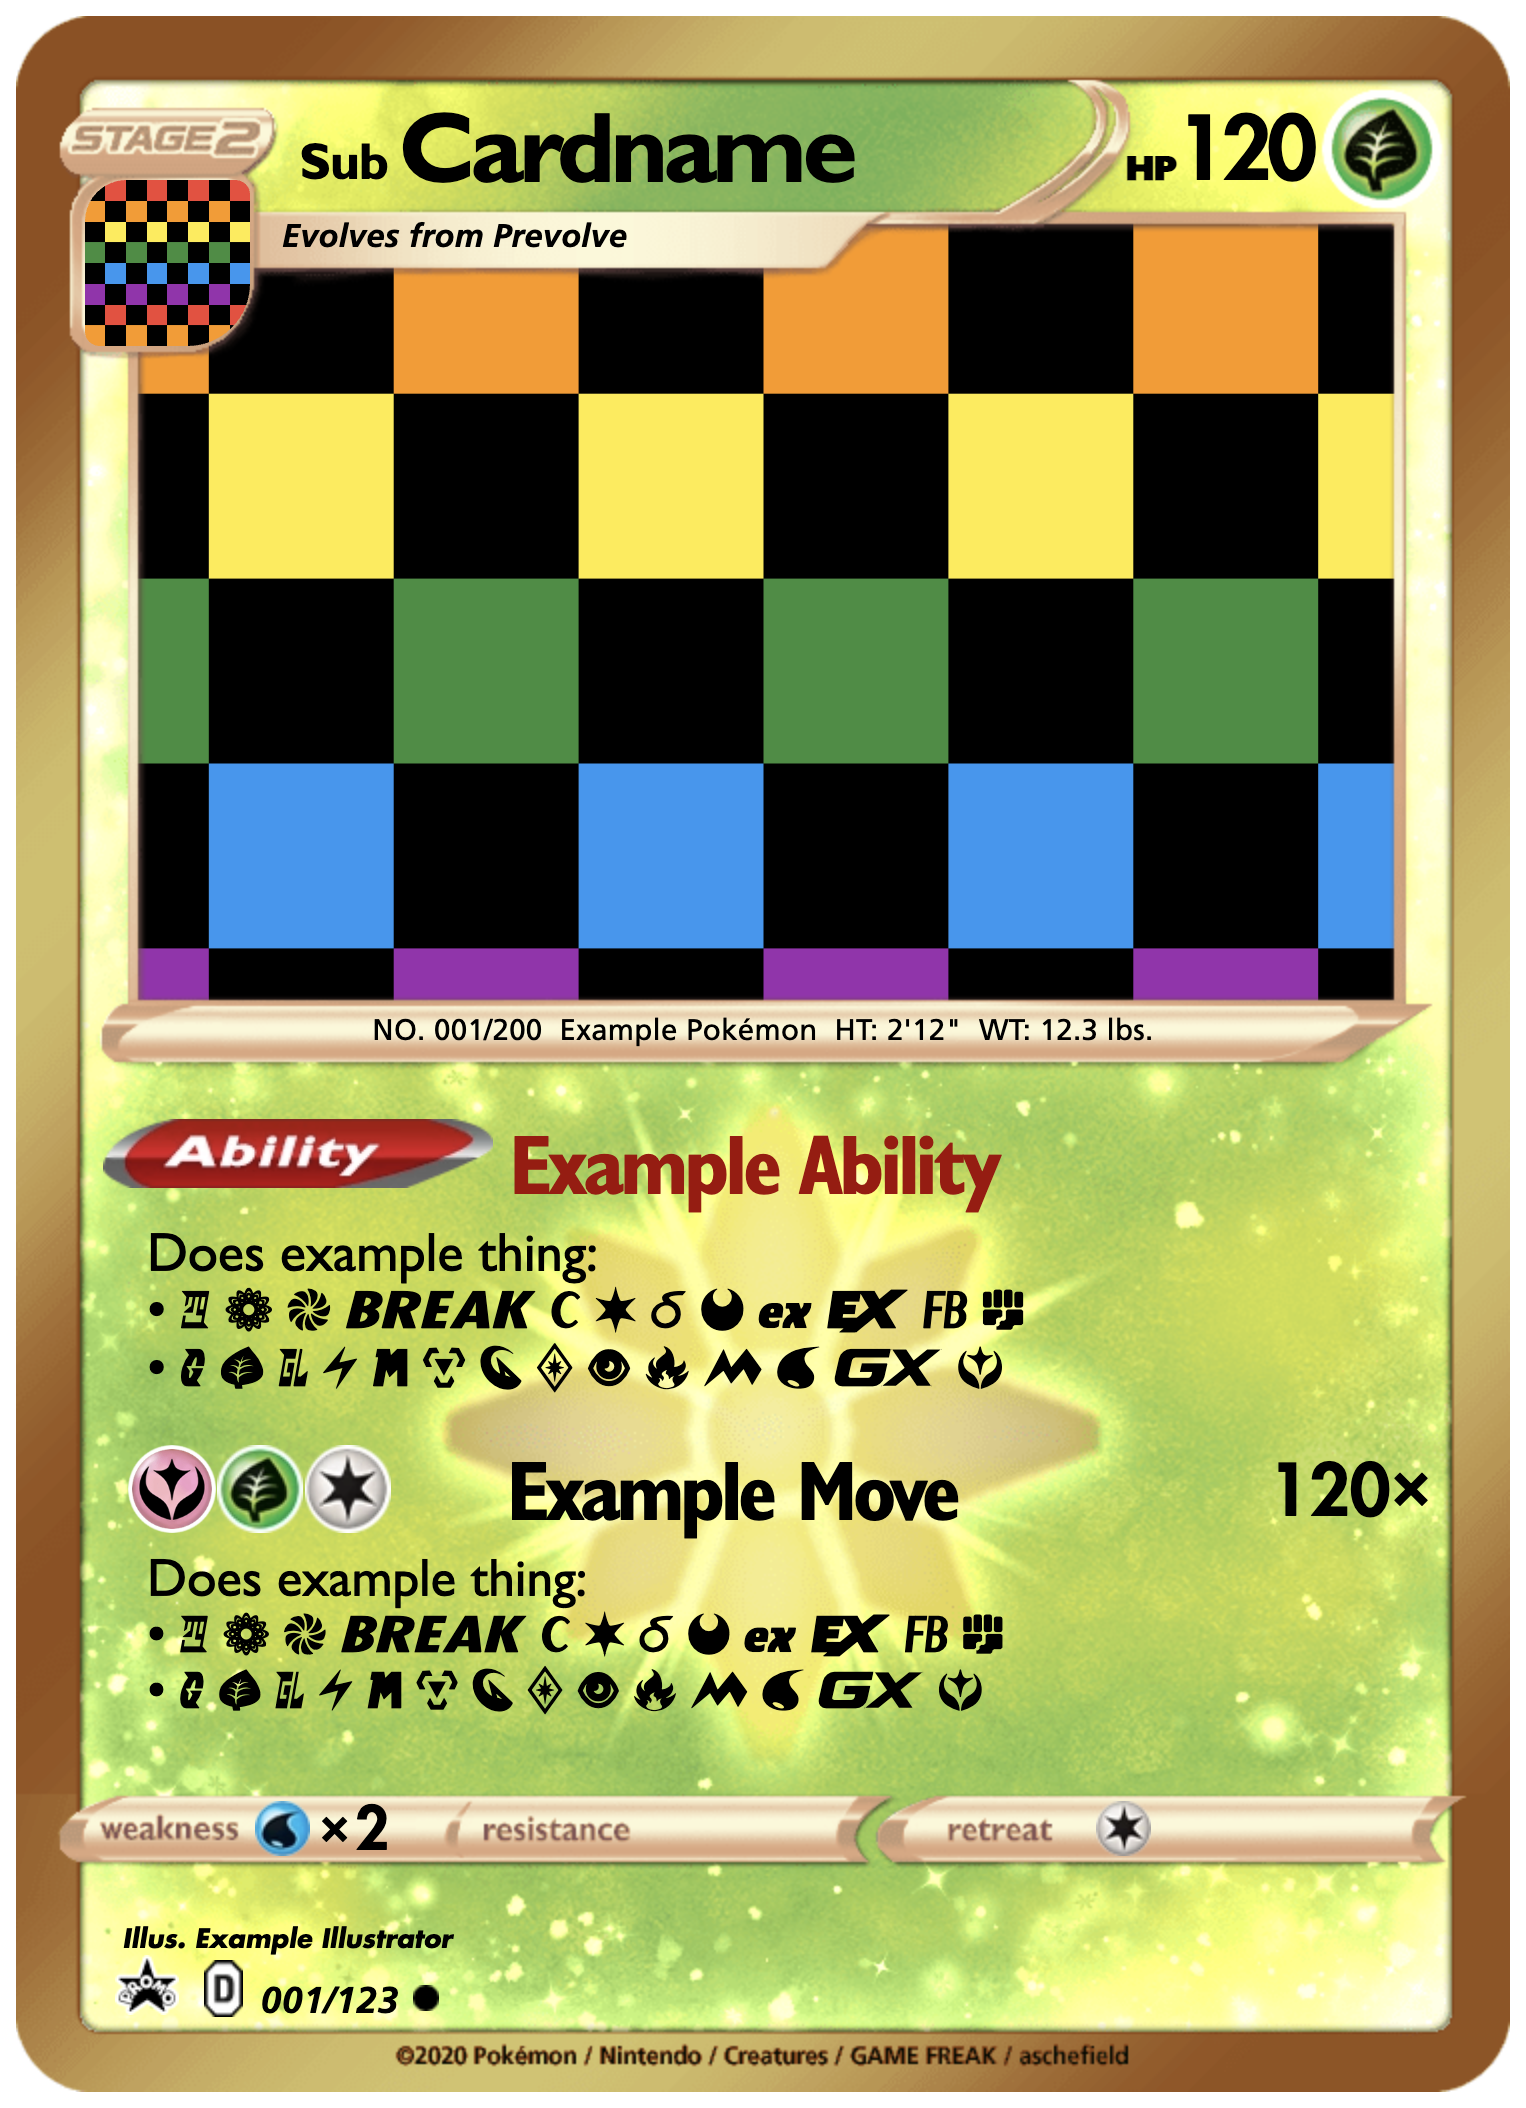 STAGE2
Sub Cardname HP 120
Evolves from Prevolve
NO. 001/200 Example Pokémon HT: 2'12" WT: 12.3 lbs.
Ability Example Ability
Does example thing:
• BREAK C δ ex EX FB
• G GL M GX
Example Move 120×
Does example thing:
• BREAK C δ ex EX FB
• G GL M GX
weakness ×2 resistance retreat
Illus. Example Illustrator
PROMO D 001/123 ●
©2020 Pokémon / Nintendo / Creatures / GAME FREAK / aschefield